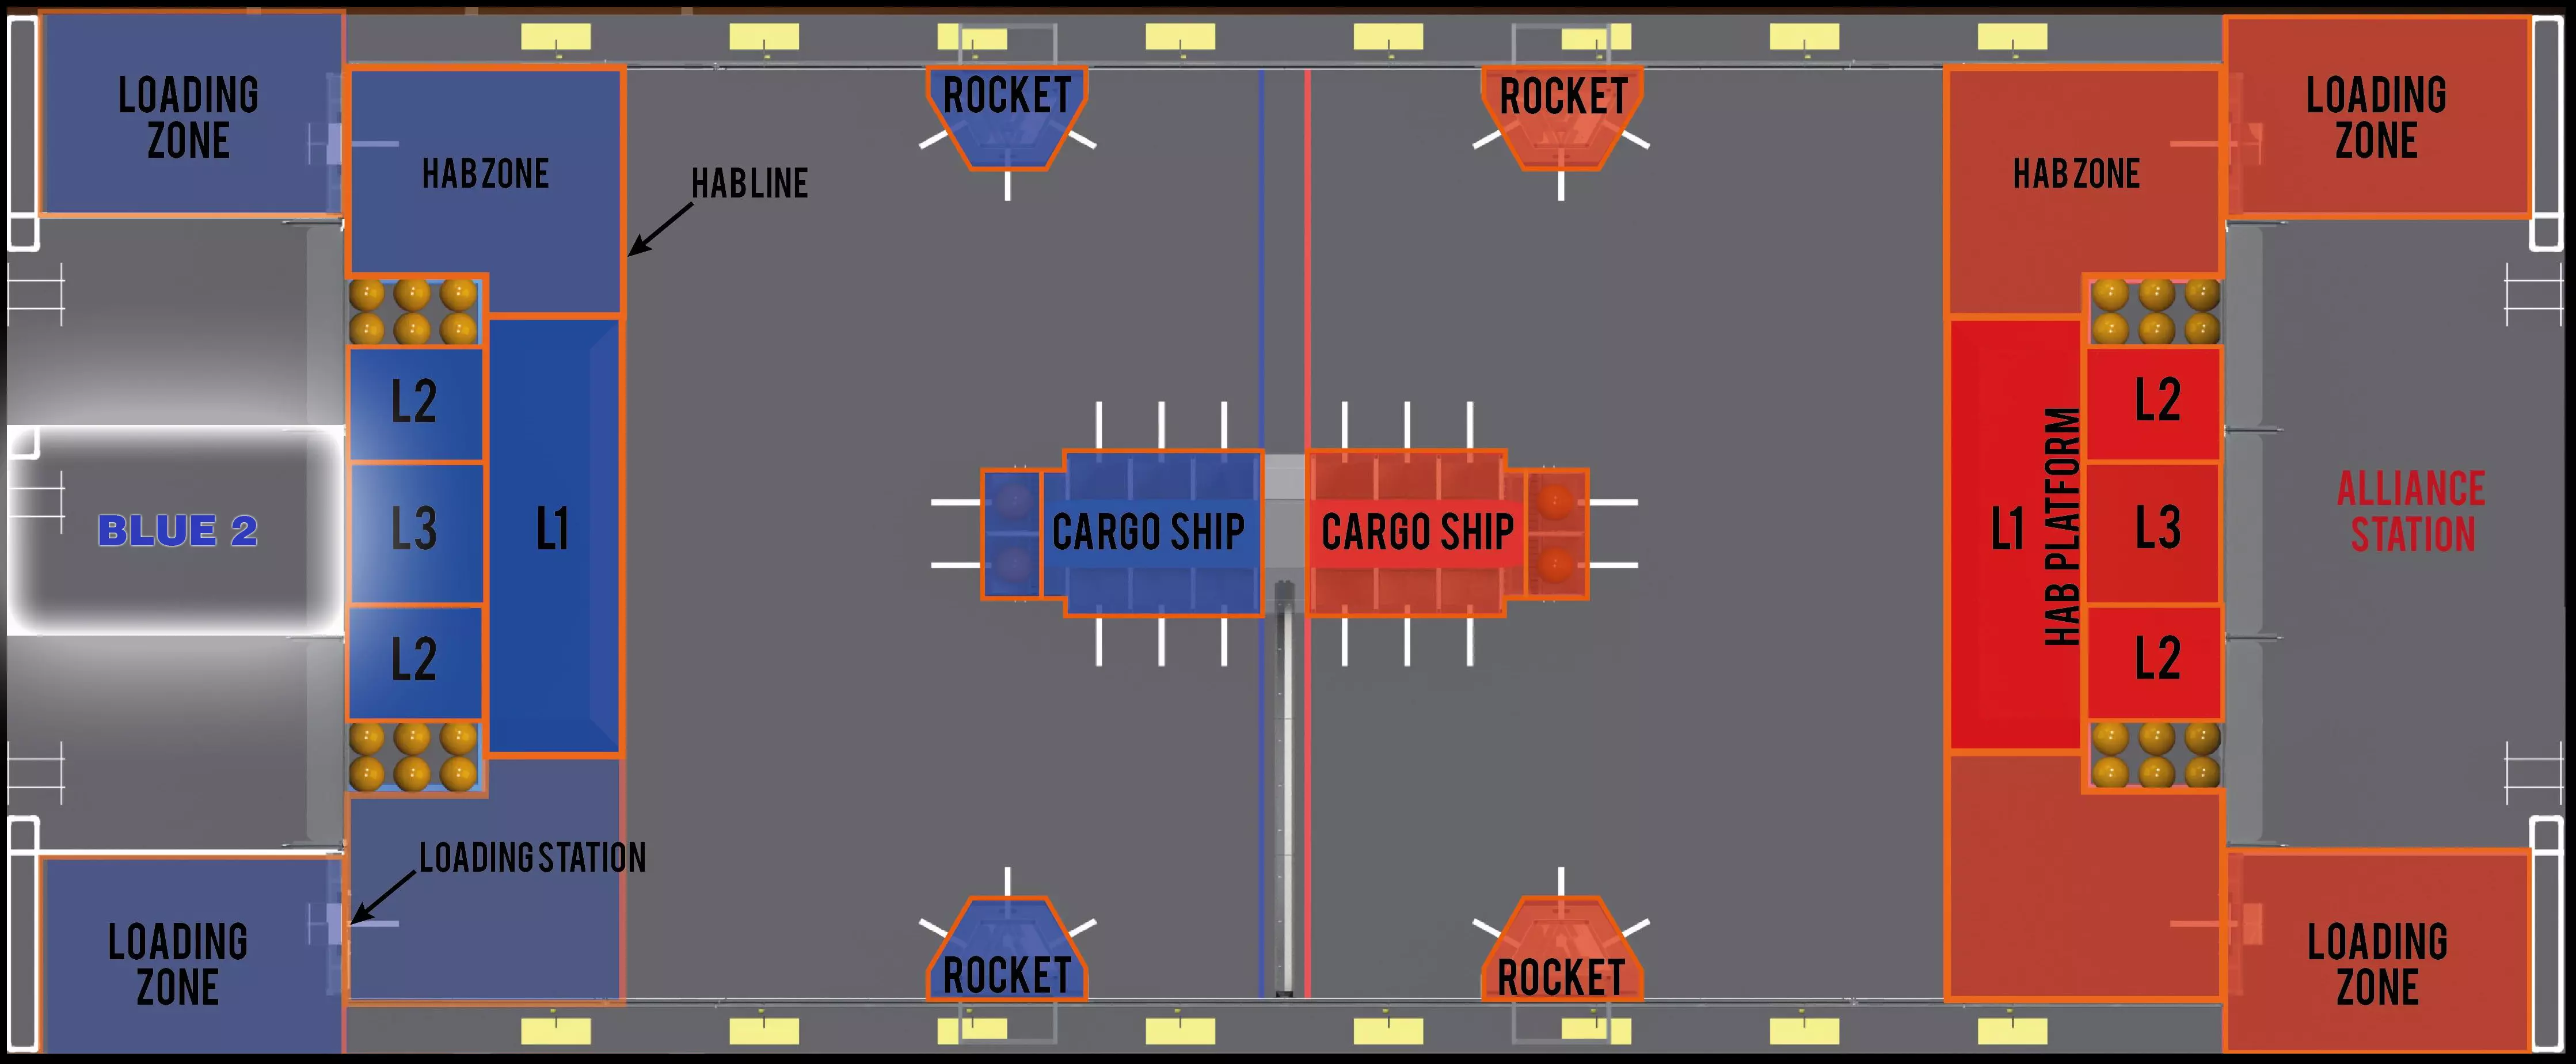 LOADING
ZONE
HAB ZONE
HAB LINE
ROCKET
ROCKET
HAB ZONE
LOADING
ZONE
L2
L3
L2
L1
BLUE 2
CARGO SHIP
CARGO SHIP
L1
HAB PLATFORM
L2
L3
L2
ALLIANCE
STATION
LOADING STATION
LOADING
ZONE
ROCKET
ROCKET
LOADING
ZONE